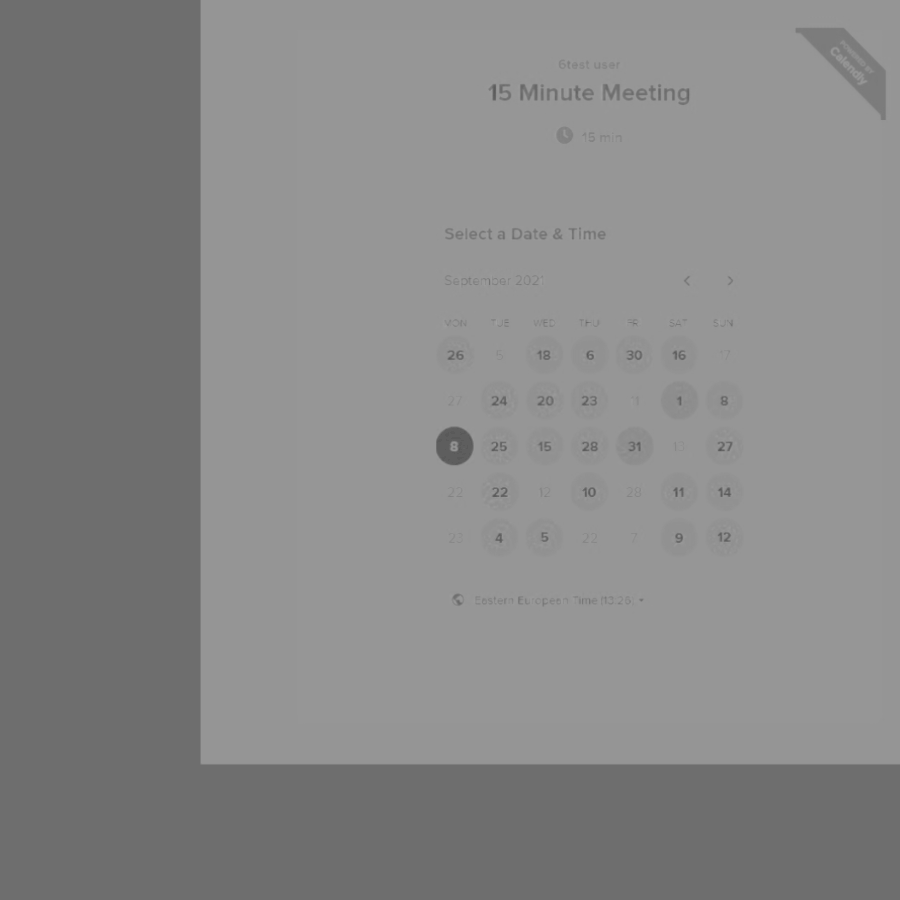 6test user
15 Minute Meeting
15 min
POWERED BY
Calendly
Select a Date & Time
September 2021
MON TUE WED THU FRI SAT SUN
26 5 18 6 30 16 17
27 24 20 23 11 1 8
8 25 15 28 31 13 27
22 22 12 10 28 11 14
23 4 5 22 7 9 12
Eastern European Time (13:26)